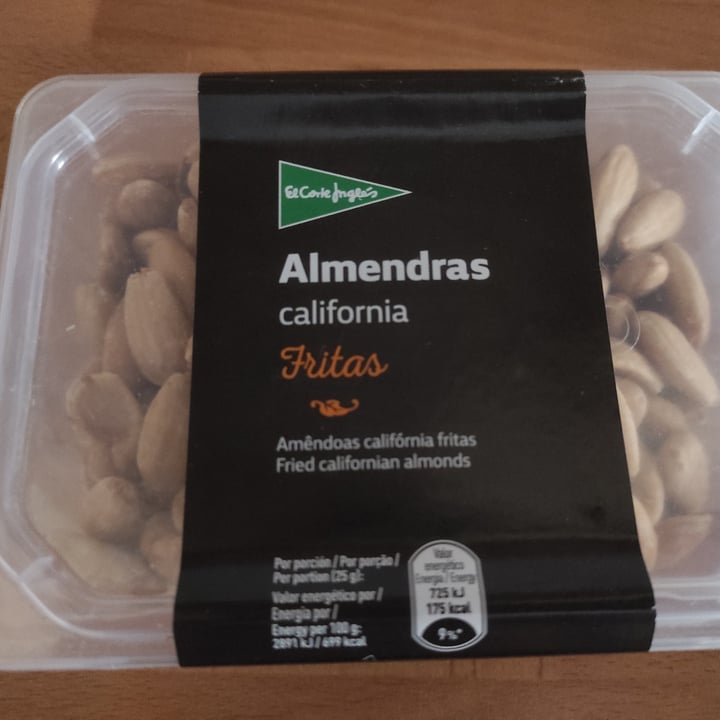 El Corte Inglés
Almendras
california
Fritas
Amêndoas califórnia fritas
Fried californian almonds
Por porción / Por porção /
Per portion (25 g):
Valor energético por /
Energia por /
Energy per 100 g:
2891 kJ / 699 kcal
Valor
energético
Energia / Energy
725 kJ
175 kcal
9%*